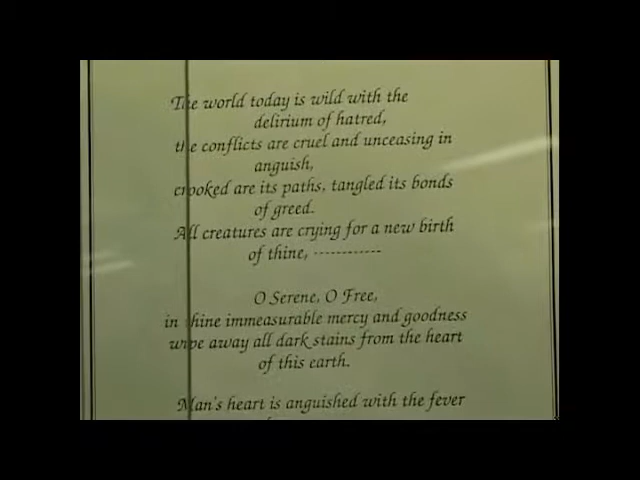 The world today is wild with the
delirium of hatred,
the conflicts are cruel and unceasing in
anguish,
crooked are its paths, tangled its bonds
of greed.
All creatures are crying for a new birth
of thine, ------------
O Serene, O Free,
in thine immeasurable mercy and goodness
wipe away all dark stains from the heart
of this earth.
Man's heart is anguished with the fever